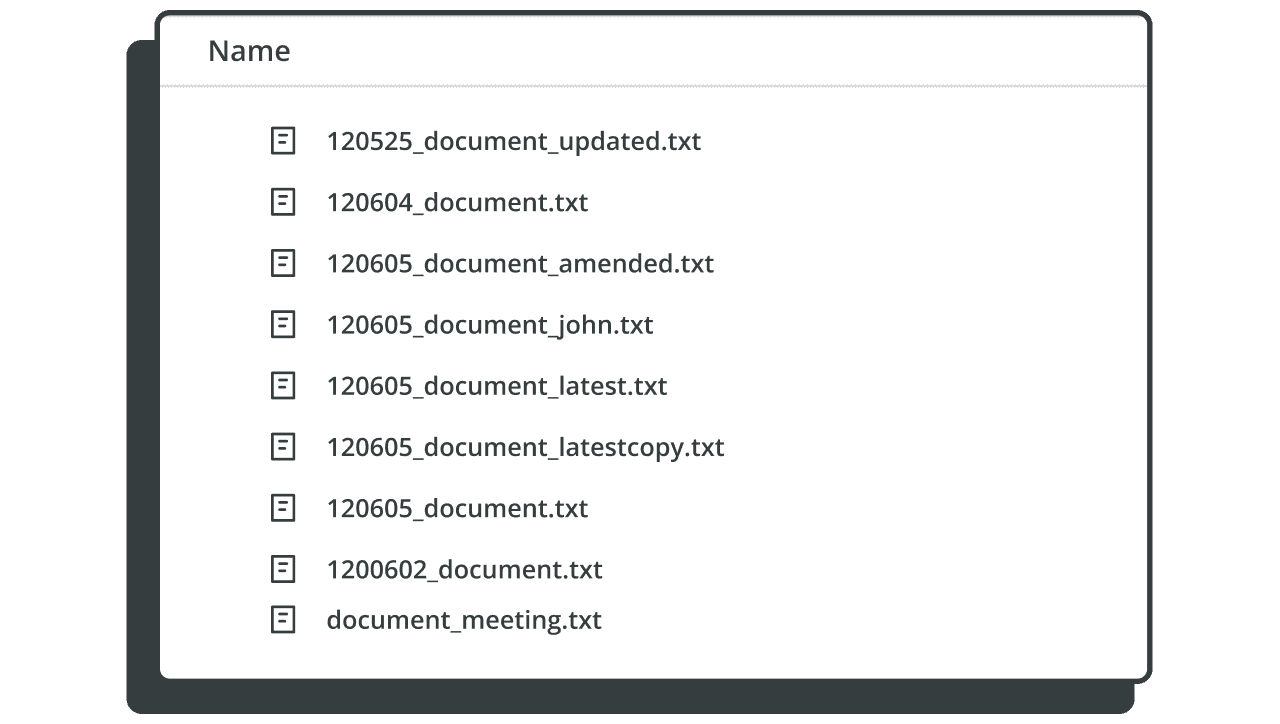 Name
120525_document_updated.txt
120604_document.txt
120605_document_amended.txt
120605_document_john.txt
120605_document_latest.txt
120605_document_latestcopy.txt
120605_document.txt
1200602_document.txt
document_meeting.txt